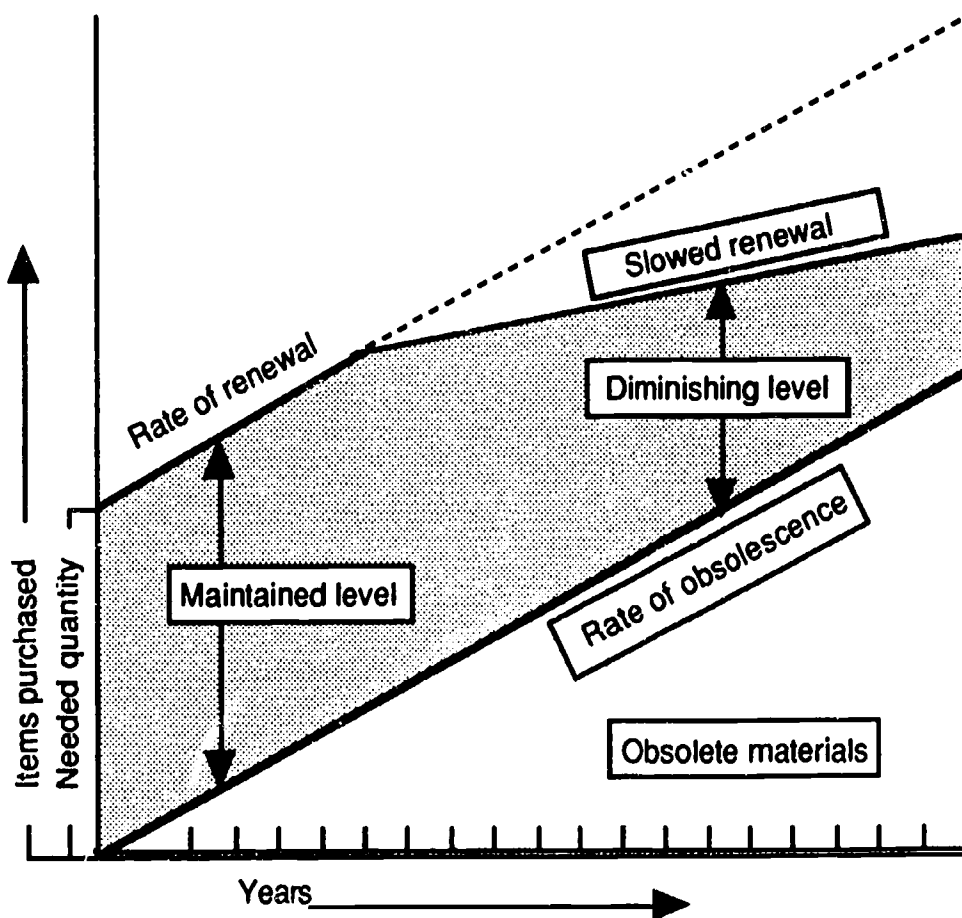 Slowed renewal
Rate of renewal
Diminishing level
Maintained level
Rate of obsolescence
Items purchased
Needed quantity
Obsolete materials
Years